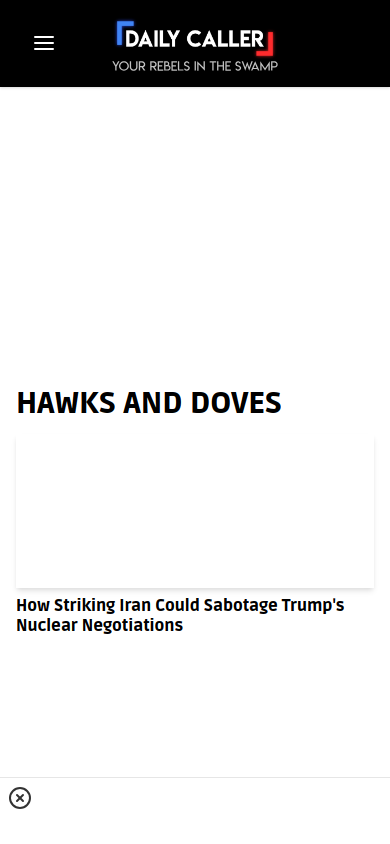 DAILY CALLER
YOUR REBELS IN THE SWAMP
HAWKS AND DOVES
How Striking Iran Could Sabotage Trump's
Nuclear Negotiations